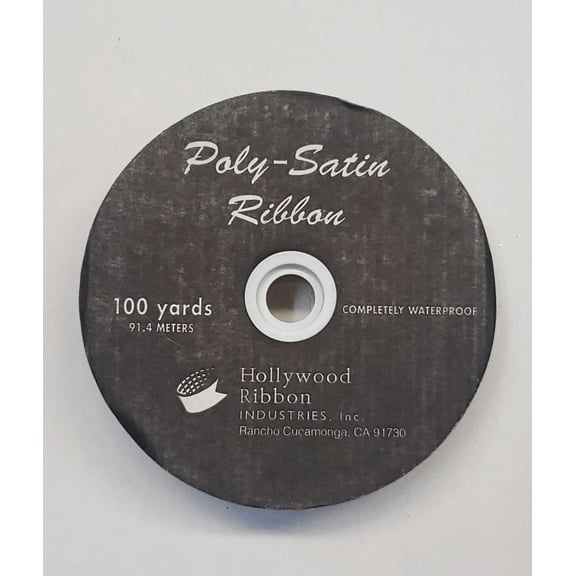 Poly-Satin
Ribbon
100 yards
91.4 METERS
COMPLETELY WATERPROOF
Hollywood
Ribbon
INDUSTRIES, Inc.
Rancho Cucamonga, CA 91730